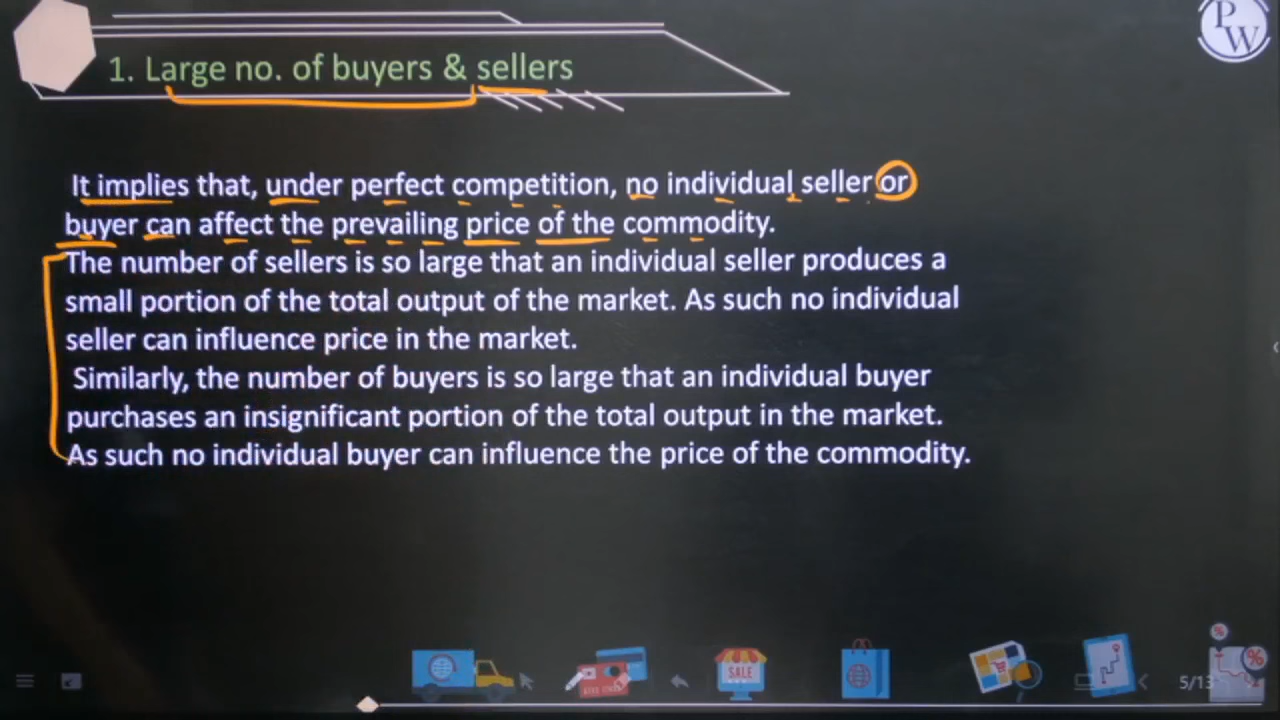 PW
1. Large no. of buyers & sellers
It implies that, under perfect competition, no individual seller or
buyer can affect the prevailing price of the commodity.
The number of sellers is so large that an individual seller produces a
small portion of the total output of the market. As such no individual
seller can influence price in the market.
Similarly, the number of buyers is so large that an individual buyer
purchases an insignificant portion of the total output in the market.
As such no individual buyer can influence the price of the commodity.
SALE
5/13
%
%